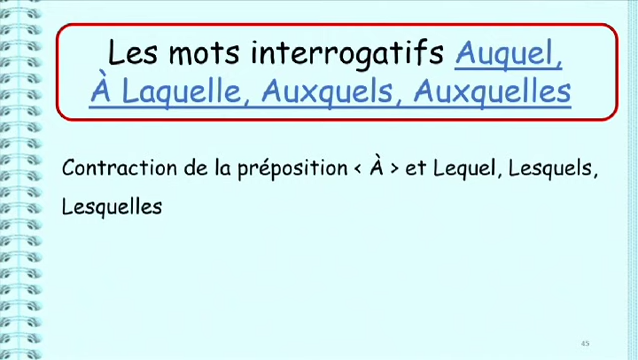 Les mots interrogatifs Auquel,
À Laquelle, Auxquels, Auxquelles
Contraction de la préposition < À > et Lequel, Lesquels,
Lesquelles
45